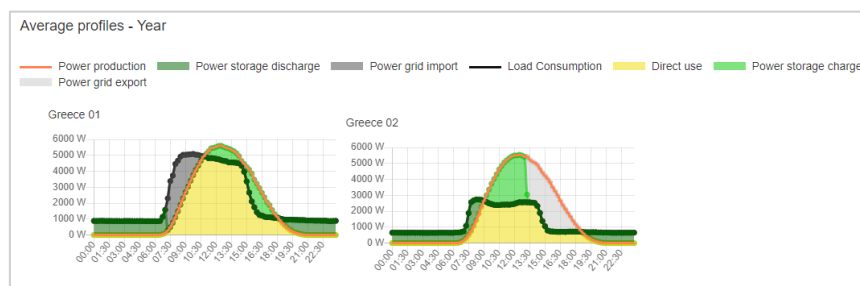 Average profiles - Year
Power production Power storage discharge Power grid import Load Consumption Direct use Power storage charge
Power grid export
Greece 01
6000 W
5000 W
4000 W
3000 W
2000 W
1000 W
0 W
00:00 01:30 03:00 04:30 06:00 07:30 09:00 10:30 12:00 13:30 15:00 16:30 18:00 19:30 21:00 22:30
Greece 02
6000 W
5000 W
4000 W
3000 W
2000 W
1000 W
0 W
00:00 01:30 03:00 04:30 06:00 07:30 09:00 10:30 12:00 13:30 15:00 16:30 18:00 19:30 21:00 22:30